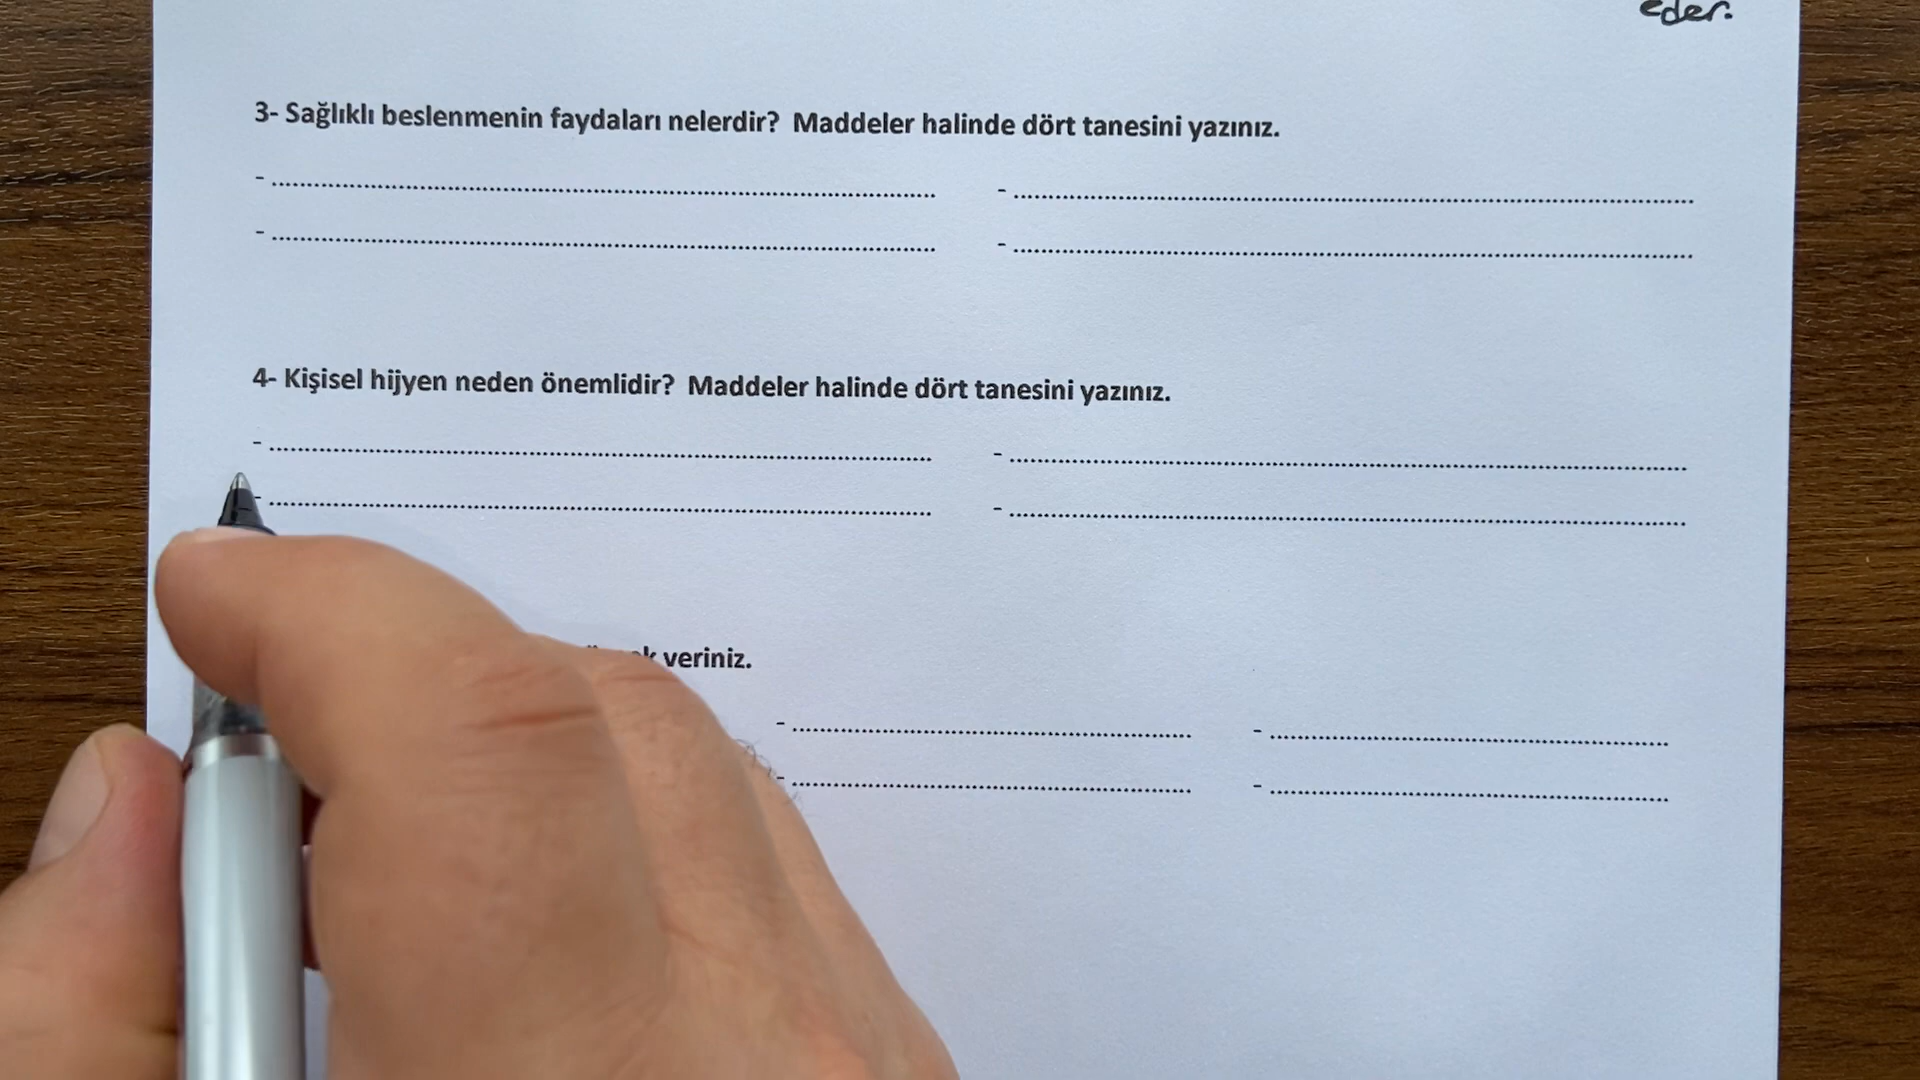 eder.
3- Sağlıklı beslenmenin faydaları nelerdir? Maddeler halinde dört tanesini yazınız.
- ........................ - ........................
- ........................ - ........................
4- Kişisel hijyen neden önemlidir? Maddeler halinde dört tanesini yazınız.
- ........................ - ........................
- ........................ - ........................
veriniz.
- ........................ - ........................
- ........................ - ........................